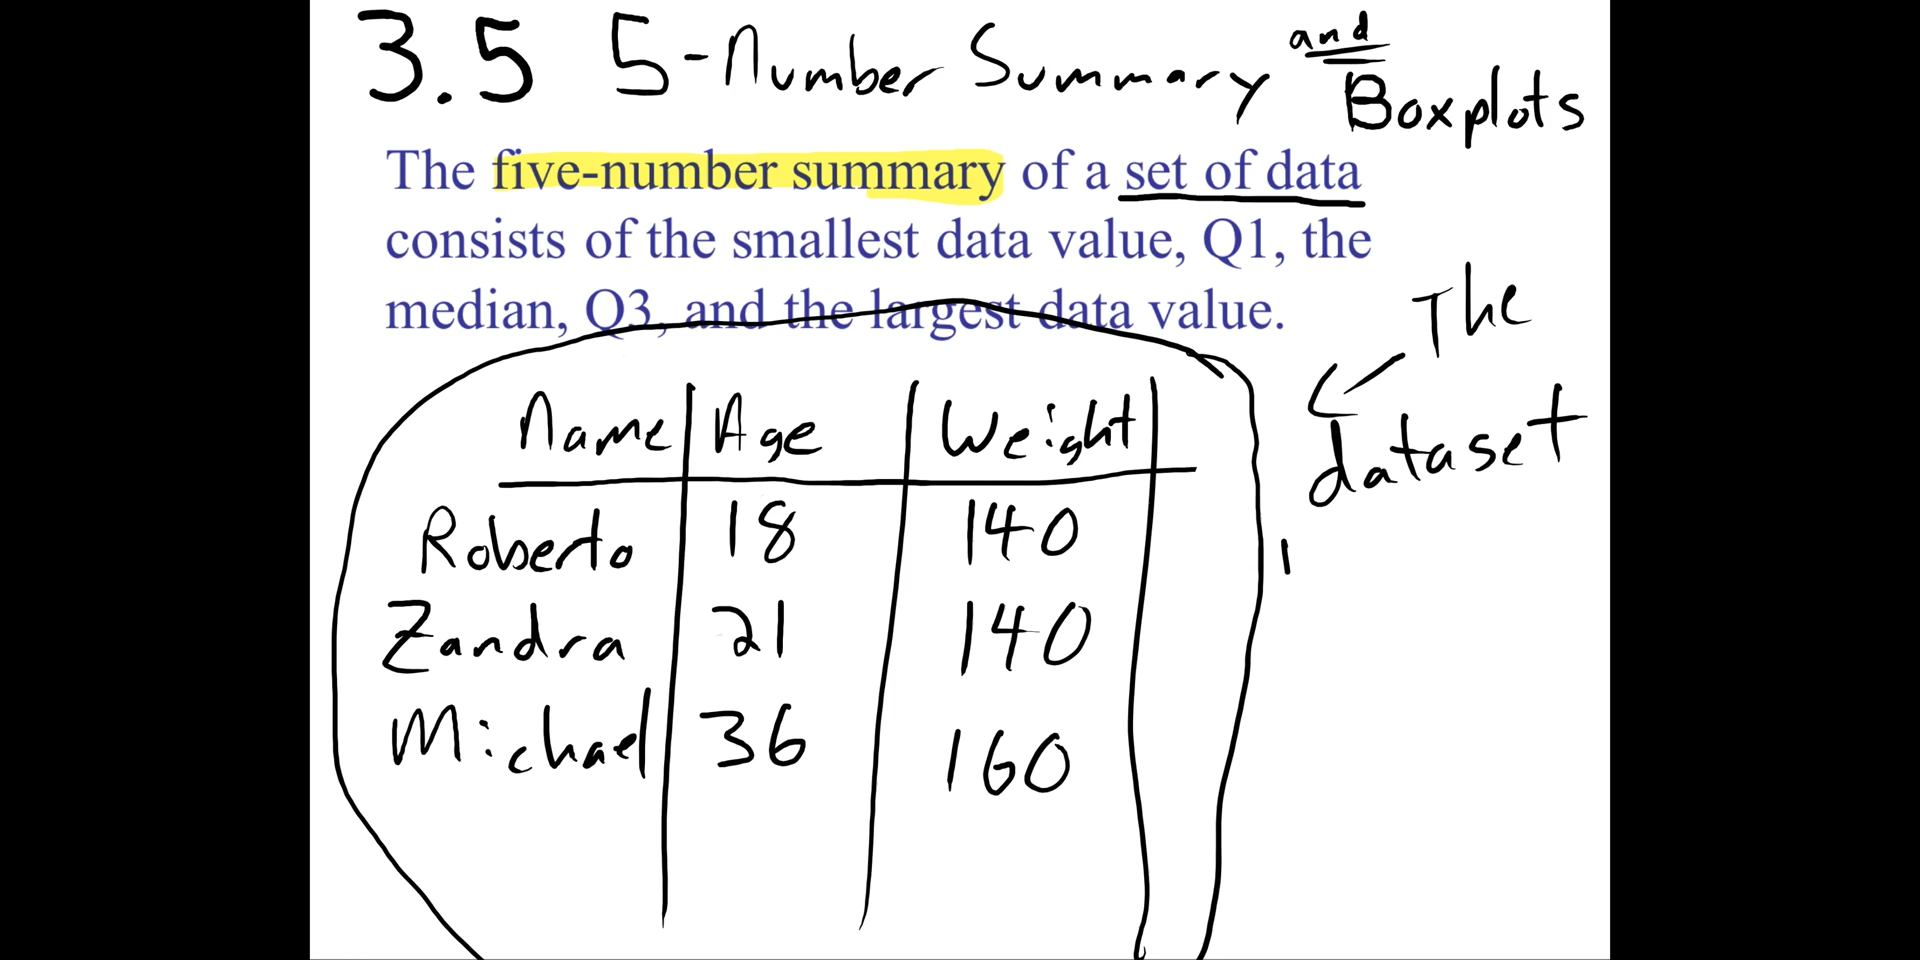 3.5 5-Number Summary and Boxplots
The five-number summary of a set of data
consists of the smallest data value, Q1, the
median, Q3, and the largest data value.
The
dataset
Name Age Weight
Roberto 18 140
Zandra 21 140
Michael 36 160